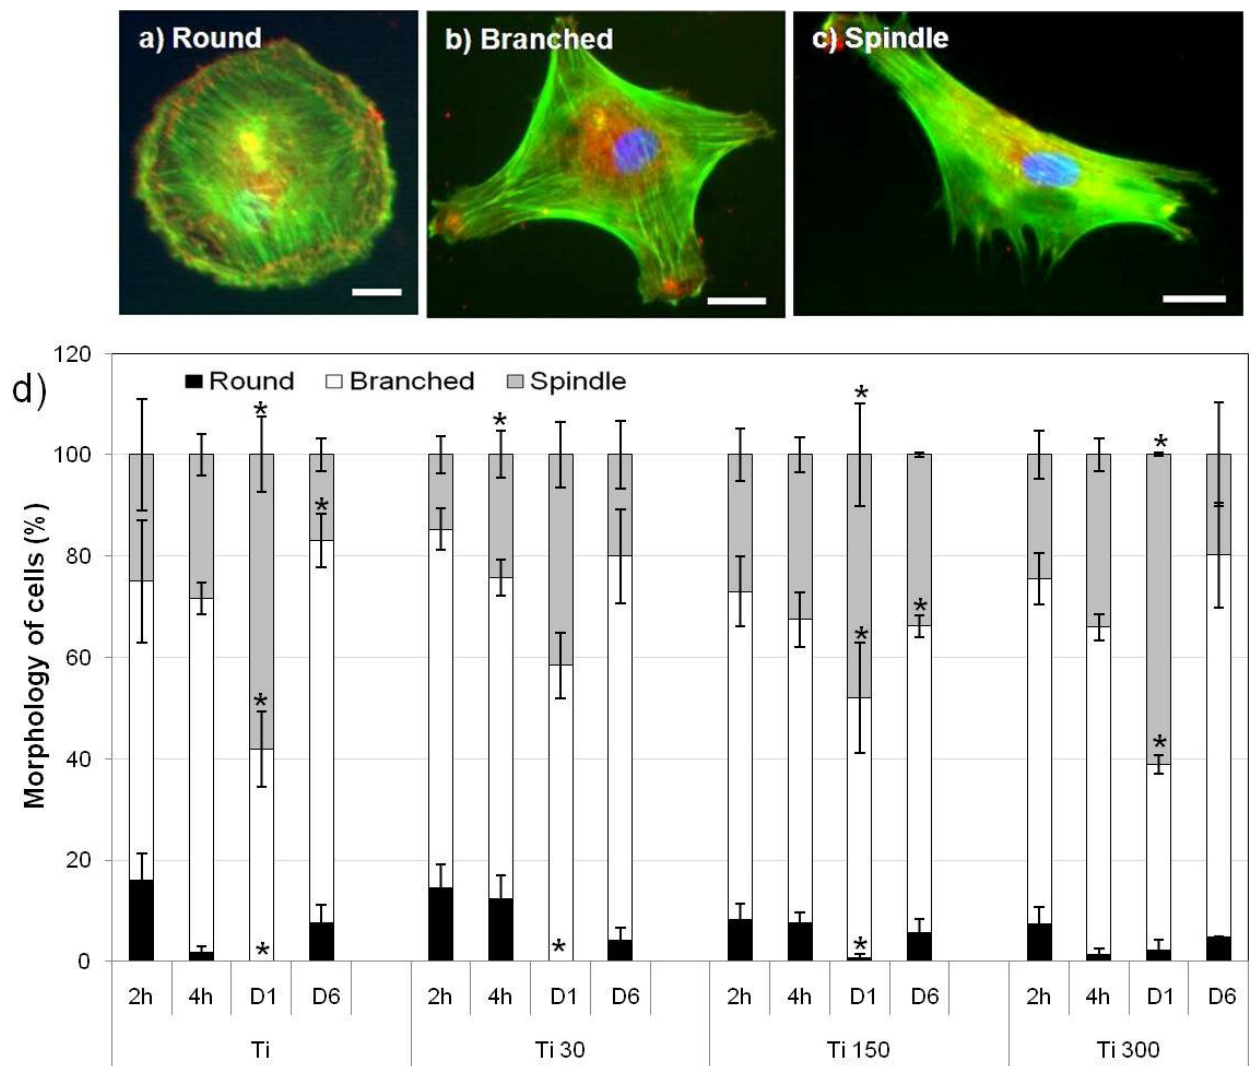 a) Round
b) Branched
c) Spindle
d)
Round Branched Spindle
Morphology of cells (%)
120
100
80
60
40
20
0
* * * * * * * * * * * * *
2h 4h D1 D6 2h 4h D1 D6 2h 4h D1 D6 2h 4h D1 D6
Ti Ti 30 Ti 150 Ti 300